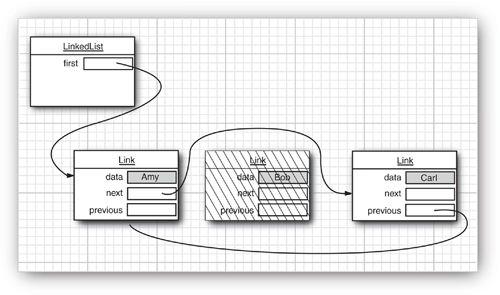 LinkedList
first
Link
data Amy
next
previous
Link
data Bob
next
previous
Link
data Carl
next
previous